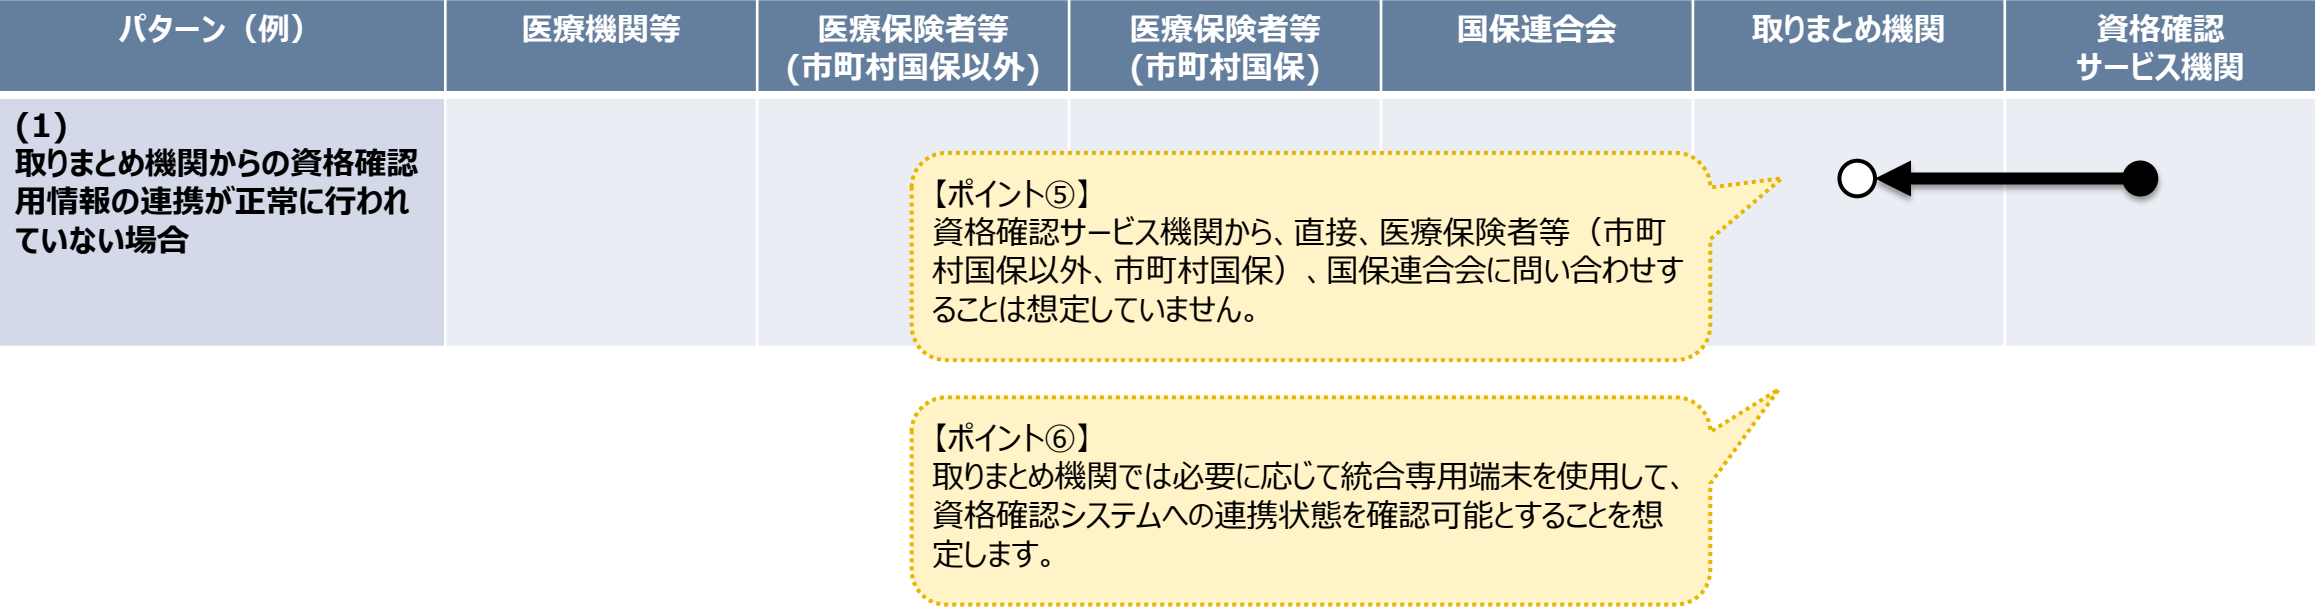 パターン（例）
医療機関等
医療保険者等
(市町村国保以外)
医療保険者等
(市町村国保)
国保連合会
取りまとめ機関
資格確認
サービス機関
(1)
取りまとめ機関からの資格確認
用情報の連携が正常に行われ
ていない場合
【ポイント⑤】
資格確認サービス機関から、直接、医療保険者等（市町
村国保以外、市町村国保）、国保連合会に問い合わせす
ることは想定していません。
【ポイント⑥】
取りまとめ機関では必要に応じて統合専用端末を使用して、
資格確認システムへの連携状態を確認可能とすることを想
定します。